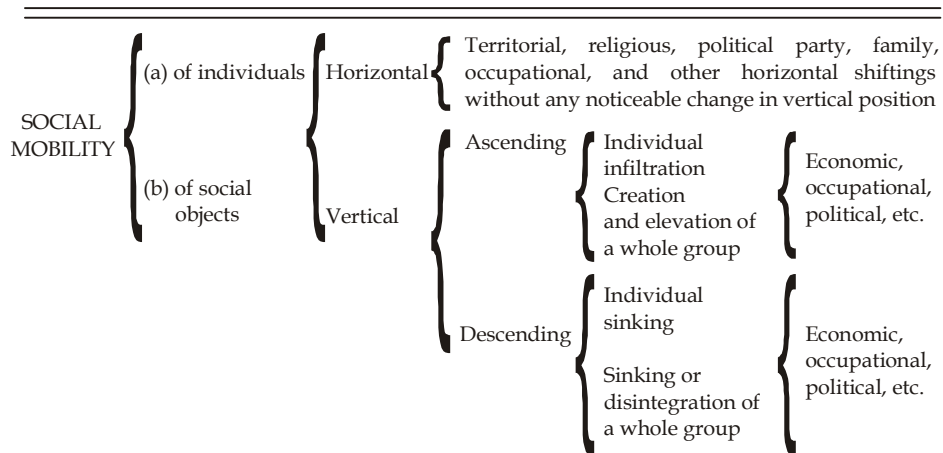 SOCIAL
MOBILITY
(a) of individuals
(b) of social
objects
Horizontal
Territorial, religious, political party, family,
occupational, and other horizontal shiftings
without any noticeable change in vertical position
Vertical
Ascending
Individual
infiltration
Creation
and elevation of
a whole group
Economic,
occupational,
political, etc.
Descending
Individual
sinking
Sinking or
disintegration of
a whole group
Economic,
occupational,
political, etc.